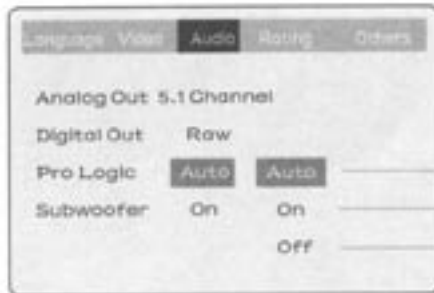 Language Video Audio Rating Others
Analog Out 5.1 Channel
Digital Out Raw
Pro Logic Auto Auto
Subwoofer On On
Off